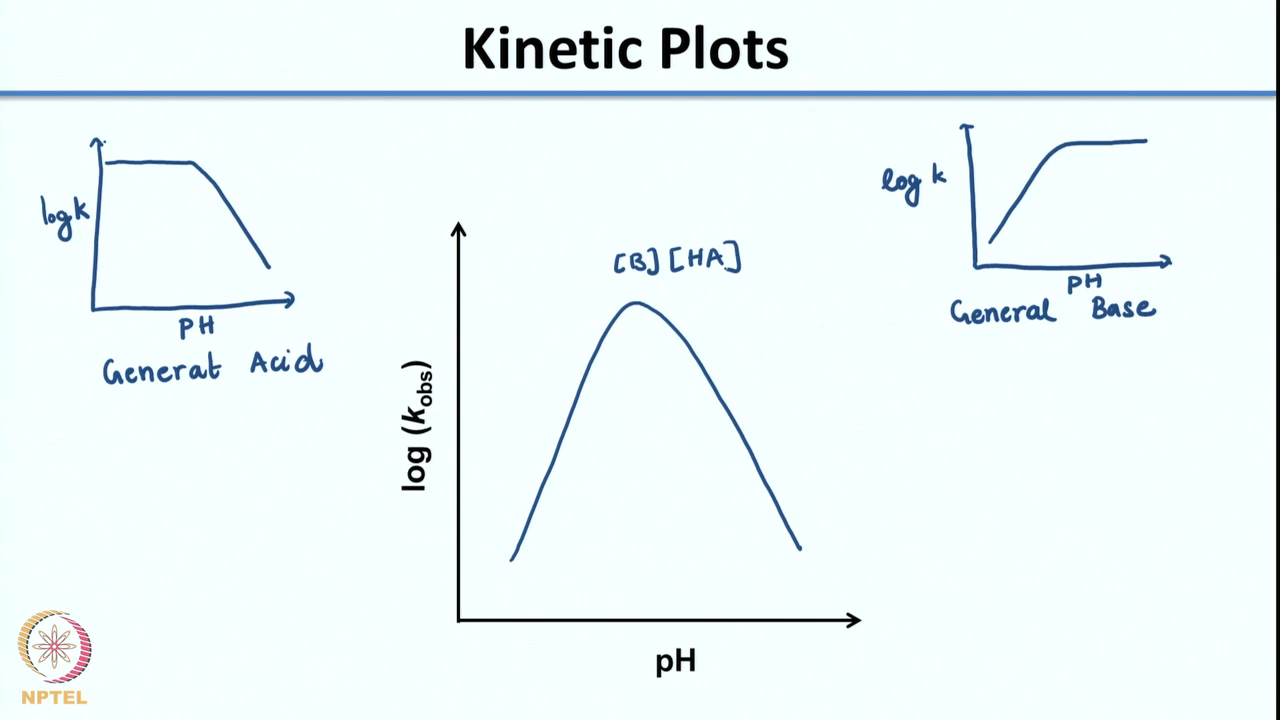 Kinetic Plots
log k
PH
Generat Acid
[B] [HA]
log (kobs)
pH
log k
PH
General Base
NPTEL